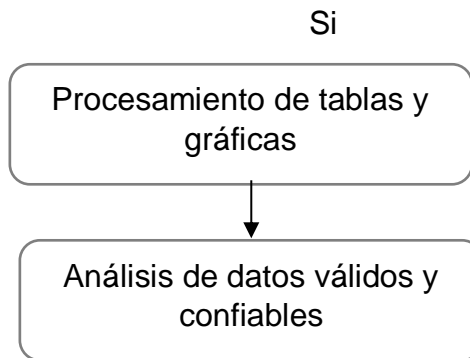 Si
Procesamiento de tablas y
gráficas
Análisis de datos válidos y
confiables